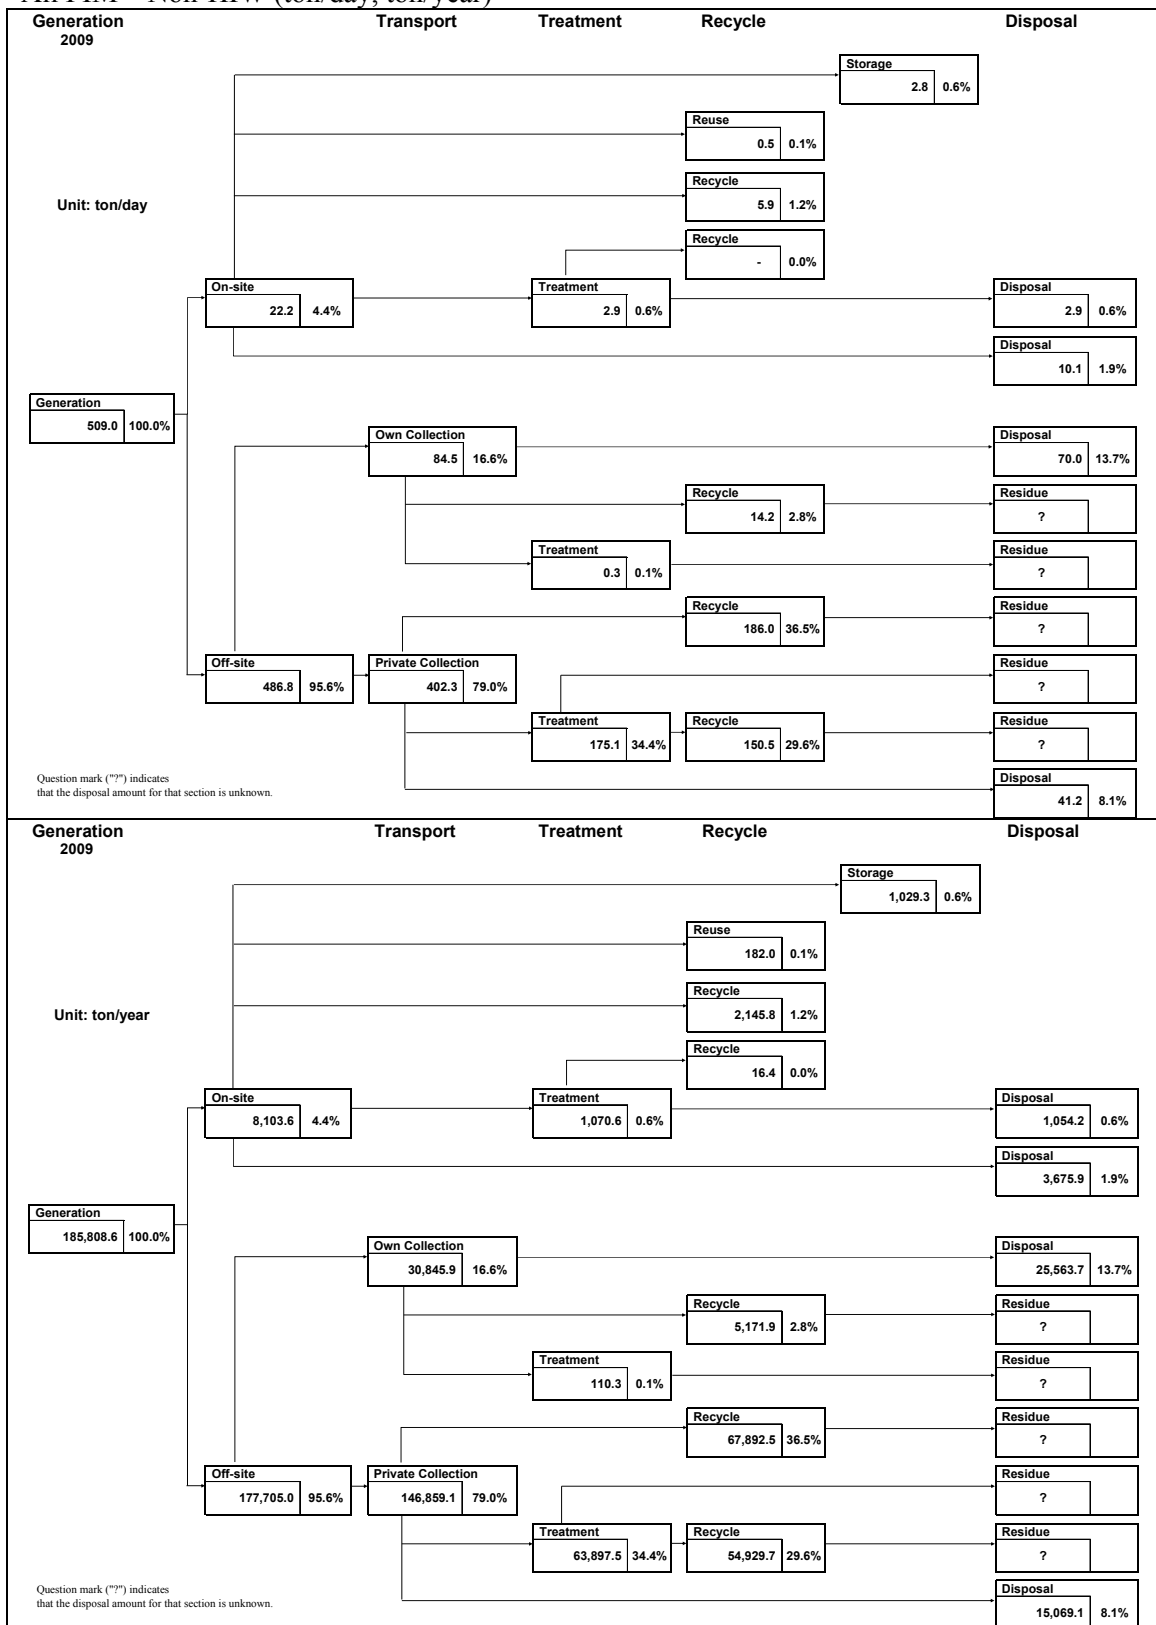 All PIM – Non-HIW (ton/day, ton/year)
Generation Transport Treatment Recycle Disposal
2009
Storage
2.8 0.6%
Reuse
0.5 0.1%
Unit: ton/day
Recycle
5.9 1.2%
Recycle
- 0.0%
On-site Treatment Disposal
22.2 4.4% 2.9 0.6% 2.9 0.6%
Disposal
10.1 1.9%
Generation
509.0 100.0%
Own Collection Disposal
84.5 16.6% 70.0 13.7%
Recycle Residue
14.2 2.8% ?
Treatment Residue
0.3 0.1% ?
Recycle Residue
186.0 36.5% ?
Off-site Private Collection Residue
486.8 95.6% 402.3 79.0% ?
Treatment Recycle Residue
175.1 34.4% 150.5 29.6% ?
Question mark ("?") indicates
that the disposal amount for that section is unknown.
Disposal
41.2 8.1%
Generation Transport Treatment Recycle Disposal
2009
Storage
1,029.3 0.6%
Reuse
182.0 0.1%
Unit: ton/year
Recycle
2,145.8 1.2%
Recycle
16.4 0.0%
On-site Treatment Disposal
8,103.6 4.4% 1,070.6 0.6% 1,054.2 0.6%
Disposal
3,675.9 1.9%
Generation
185,808.6 100.0%
Own Collection Disposal
30,845.9 16.6% 25,563.7 13.7%
Recycle Residue
5,171.9 2.8% ?
Treatment Residue
110.3 0.1% ?
Recycle Residue
67,892.5 36.5% ?
Off-site Private Collection Residue
177,705.0 95.6% 146,859.1 79.0% ?
Treatment Recycle Residue
63,897.5 34.4% 54,929.7 29.6% ?
Question mark ("?") indicates
that the disposal amount for that section is unknown.
Disposal
15,069.1 8.1%